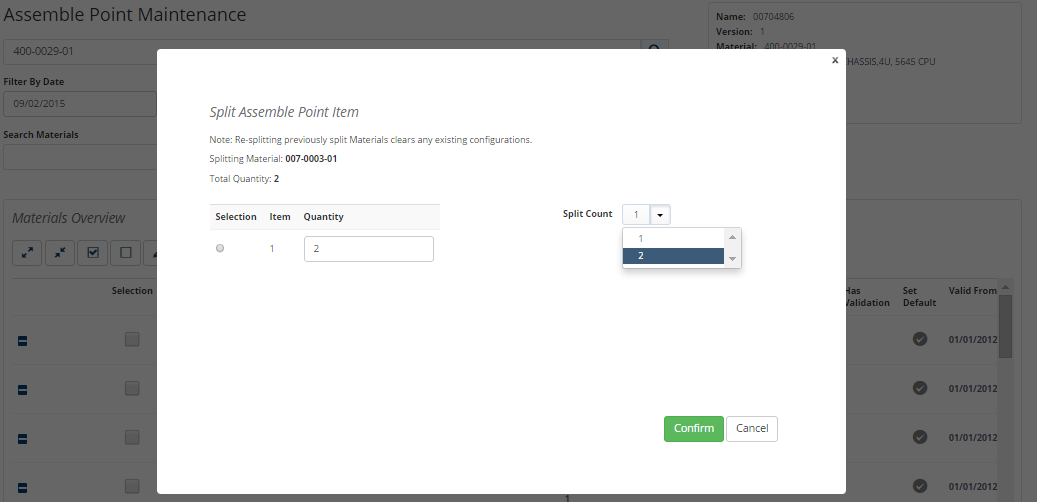 Assemble Point Maintenance
400-0029-01
Filter By Date
09/02/2015
Search Materials
Name: 00704806
Version: 1
Material: 400-0029-01
HASSIS,4U, 5645 CPU
x
Split Assemble Point Item
Note: Re-splitting previously split Materials clears any existing configurations.
Splitting Material: 007-0003-01
Total Quantity: 2
Selection Item Quantity
1 2
Split Count 1
1
2
Confirm Cancel
Materials Overview
Selection
Has Validation
Set Default
Valid From
01/01/2012
01/01/2012
01/01/2012
01/01/2012
1